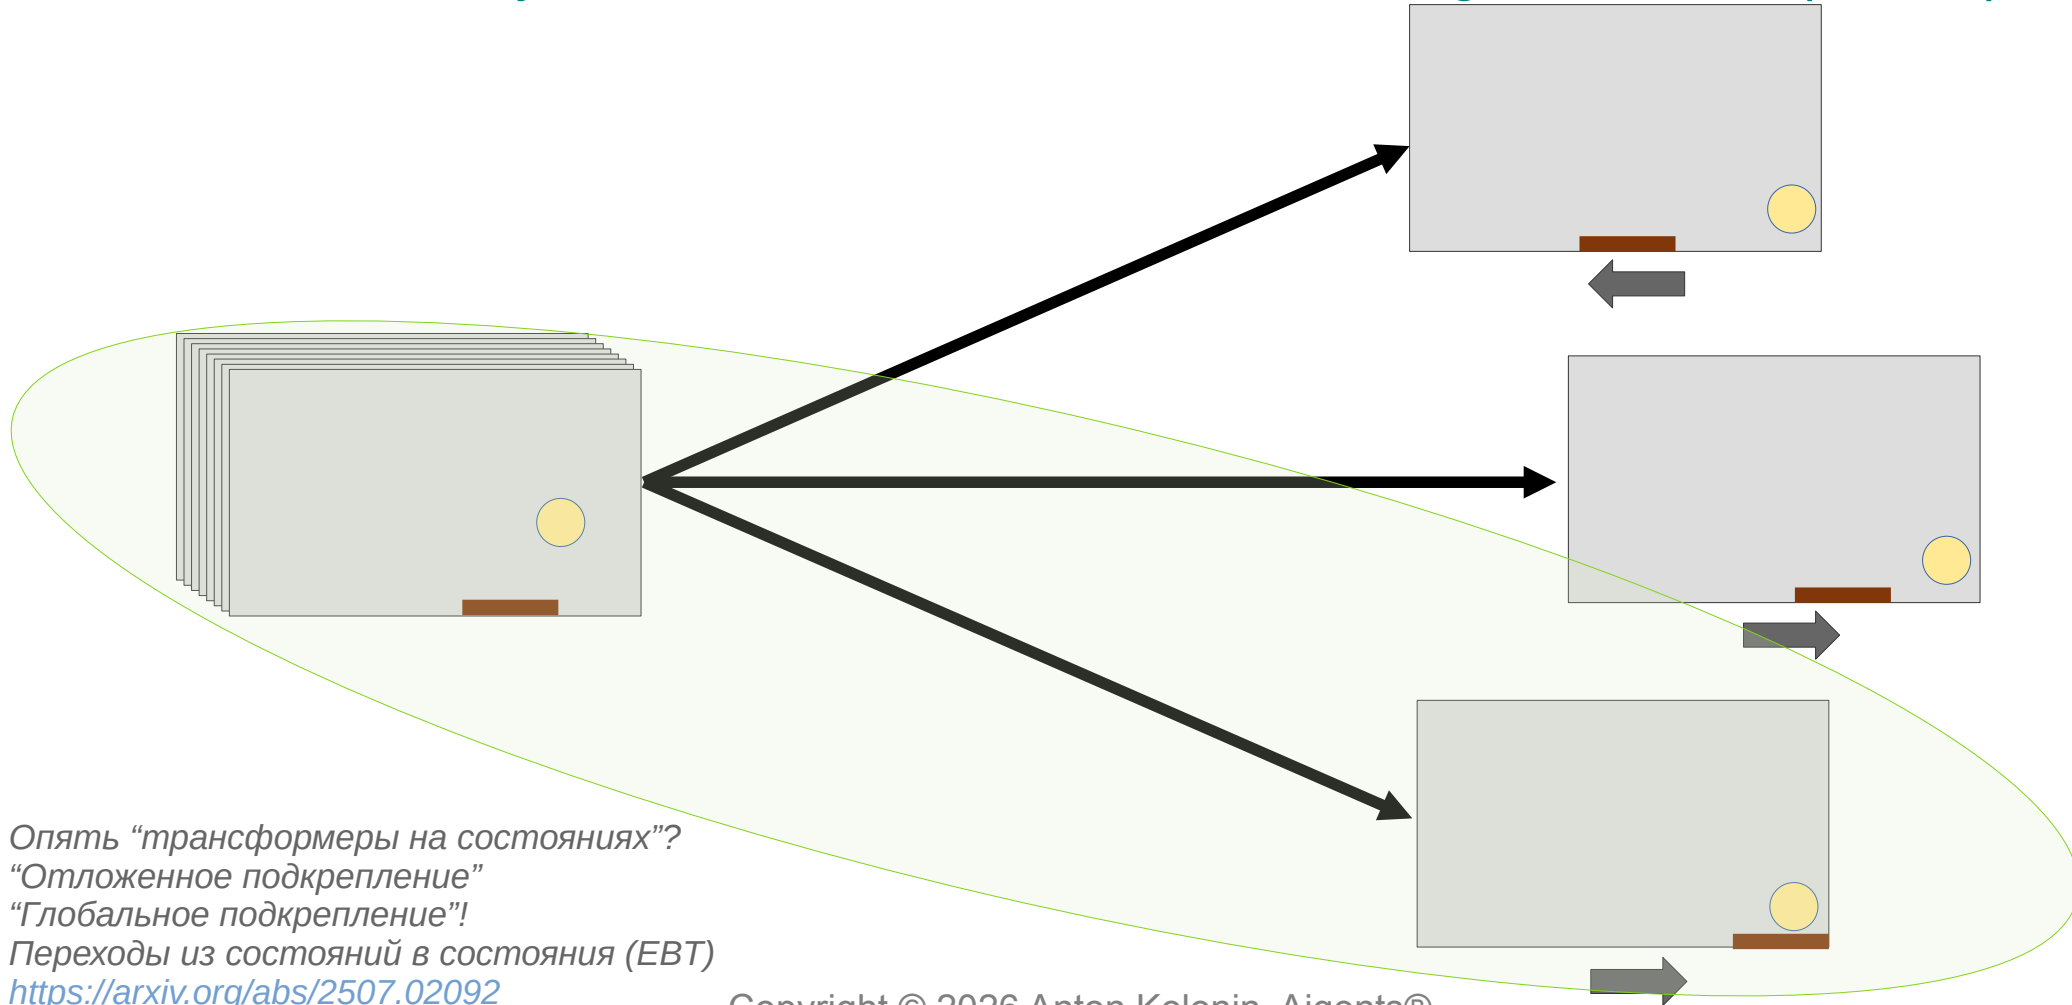 Опять “трансформеры на состояниях”?
“Отложенное подкрепление”
“Глобальное подкрепление”!
Переходы из состояний в состояния (EBT)
https://arxiv.org/abs/2507.02092
Copyright © 2026 Anton Kolonin, Aigents®